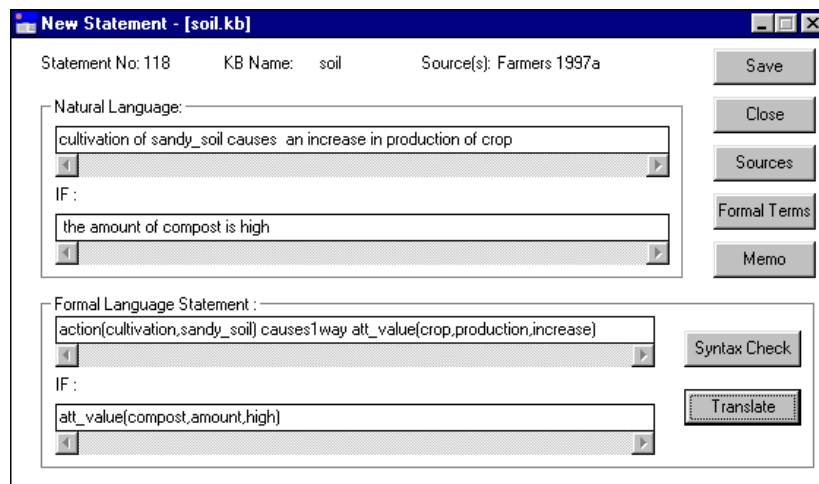 New Statement - [soil.kb]
Statement No: 118 KB Name: soil Source(s): Farmers 1997a
Save
Natural Language:
Close
cultivation of sandy_soil causes  an increase in production of crop
Sources
IF :
Formal Terms
the amount of compost is high
Memo
Formal Language Statement :
action(cultivation,sandy_soil) causes1way att_value(crop,production,increase)
Syntax Check
IF :
Translate
att_value(compost,amount,high)